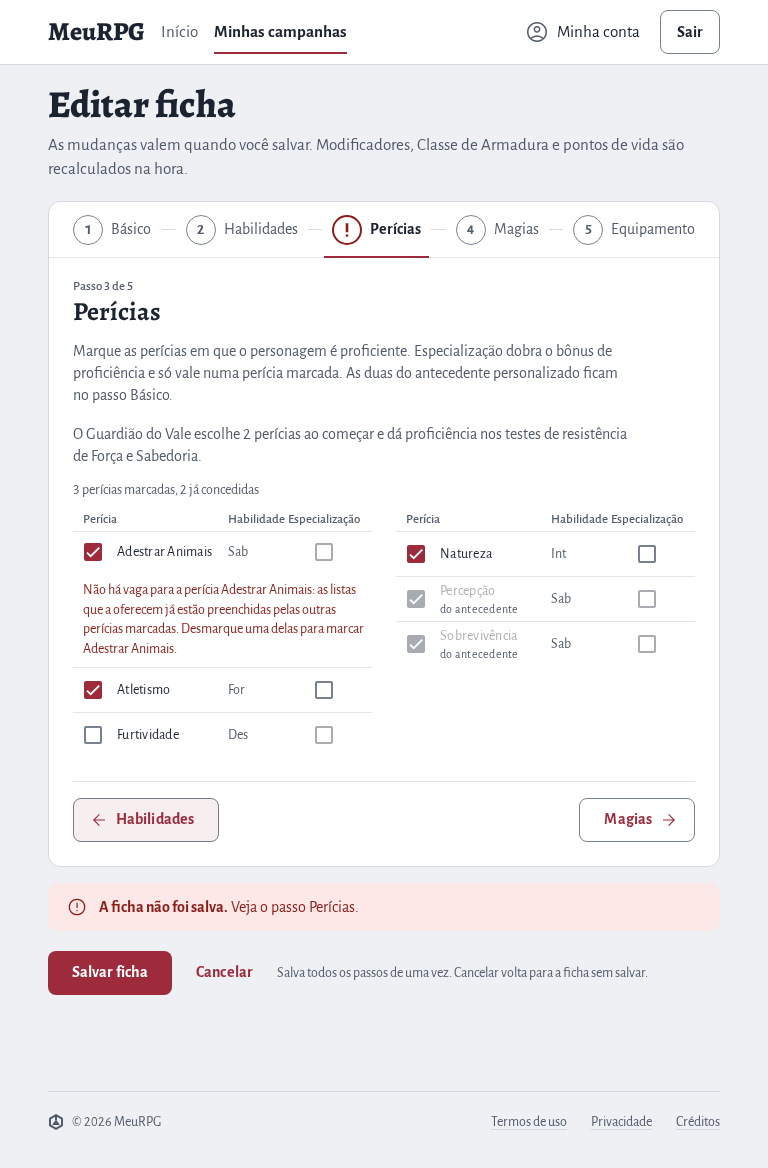 MeuRPG Início Minhas campanhas Minha conta Sair
Editar ficha
As mudanças valem quando você salvar. Modificadores, Classe de Armadura e pontos de vida são
recalculados na hora.
1 Básico 2 Habilidades ! Perícias 4 Magias 5 Equipamento
Passo 3 de 5
Perícias
Marque as perícias em que o personagem é proficiente. Especialização dobra o bônus de
proficiência e só vale numa perícia marcada. As duas do antecedente personalizado ficam
no passo Básico.
O Guardião do Vale escolhe 2 perícias ao começar e dá proficiência nos testes de resistência
de Força e Sabedoria.
3 perícias marcadas, 2 já concedidas
Perícia Habilidade Especialização
Adestrar Animais Sab
Não há vaga para a perícia Adestrar Animais: as listas
que a oferecem já estão preenchidas pelas outras
perícias marcadas. Desmarque uma delas para marcar
Adestrar Animais.
Atletismo For
Furtividade Des
Perícia Habilidade Especialização
Natureza Int
Percepção Sab
do antecedente
Sobrevivência Sab
do antecedente
Habilidades Magias
A ficha não foi salva. Veja o passo Perícias.
Salvar ficha Cancelar Salva todos os passos de uma vez. Cancelar volta para a ficha sem salvar.
© 2026 MeuRPG Termos de uso Privacidade Créditos